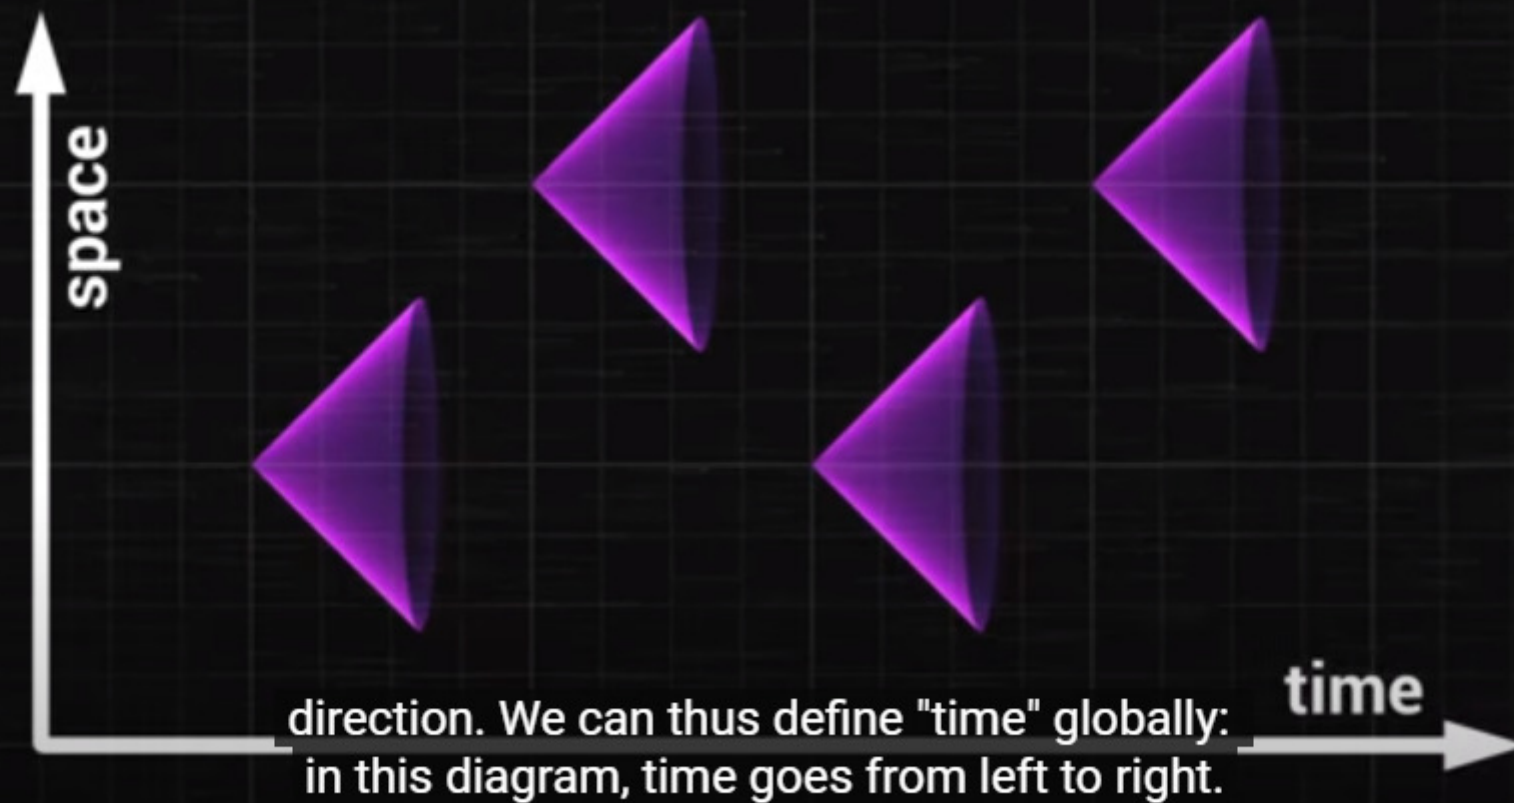 space
time
direction. We can thus define "time" globally:
in this diagram, time goes from left to right.